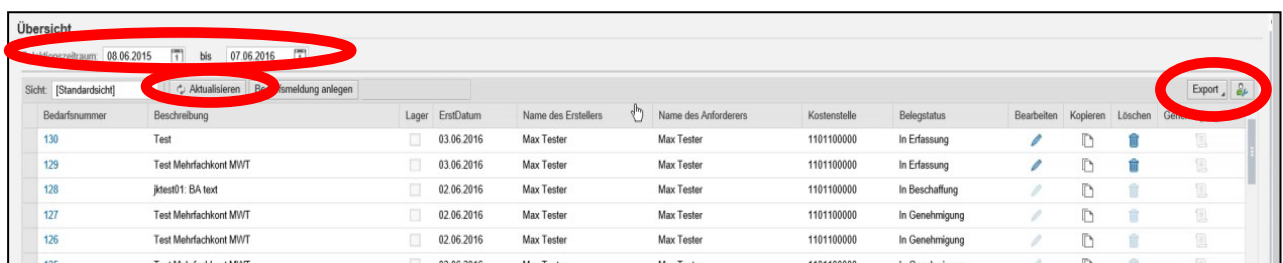 Übersicht
08.06.2015 bis 07.06.2016
Sicht: [Standardsicht] Aktualisieren anlegen Export
Bedarfsnummer Beschreibung Lager ErstDatum Name des Erstellers Name des Anforderers Kostenstelle Belegstatus Bearbeiten Kopieren Löschen
130 Test 03.06.2016 Max Tester Max Tester 1101100000 In Erfassung
129 Test Mehrfachkont MWT 03.06.2016 Max Tester Max Tester 1101100000 In Erfassung
128 jktest01: BA text 02.06.2016 Max Tester Max Tester 1101100000 In Beschaffung
127 Test Mehrfachkont MWT 02.06.2016 Max Tester Max Tester 1101100000 In Genehmigung
126 Test Mehrfachkont MWT 02.06.2016 Max Tester Max Tester 1101100000 In Genehmigung